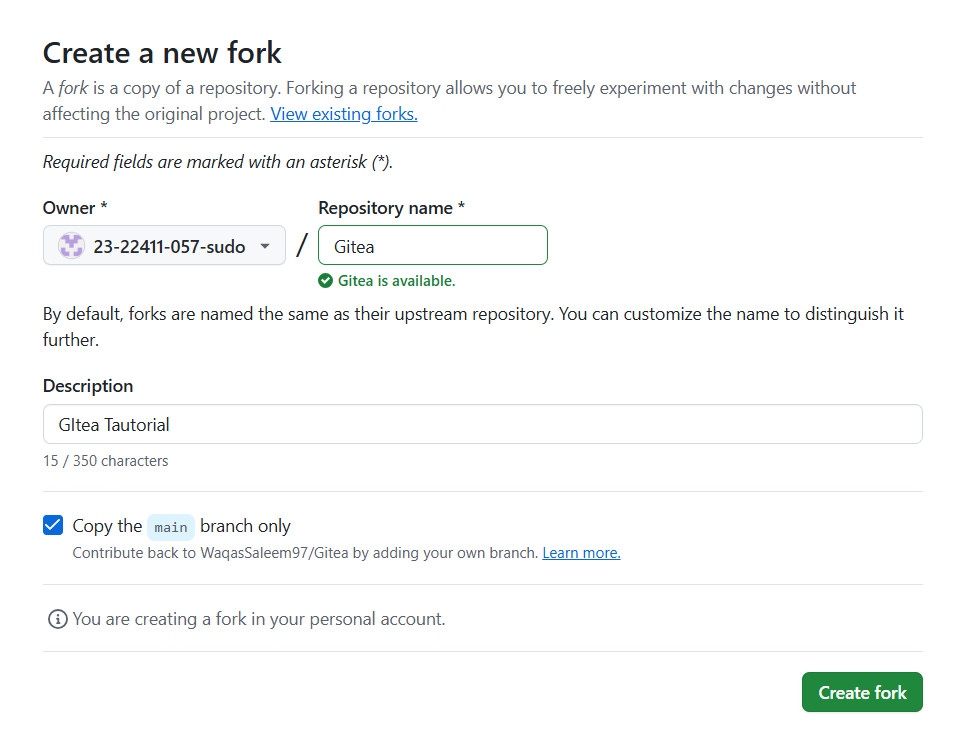 Create a new fork
A fork is a copy of a repository. Forking a repository allows you to freely experiment with changes without
affecting the original project. View existing forks.
Required fields are marked with an asterisk (*).
Owner * Repository name *
23-22411-057-sudo / Gitea
Gitea is available.
By default, forks are named the same as their upstream repository. You can customize the name to distinguish it
further.
Description
GItea Tautorial
15 / 350 characters
Copy the main branch only
Contribute back to WaqasSaleem97/Gitea by adding your own branch. Learn more.
You are creating a fork in your personal account.
Create fork